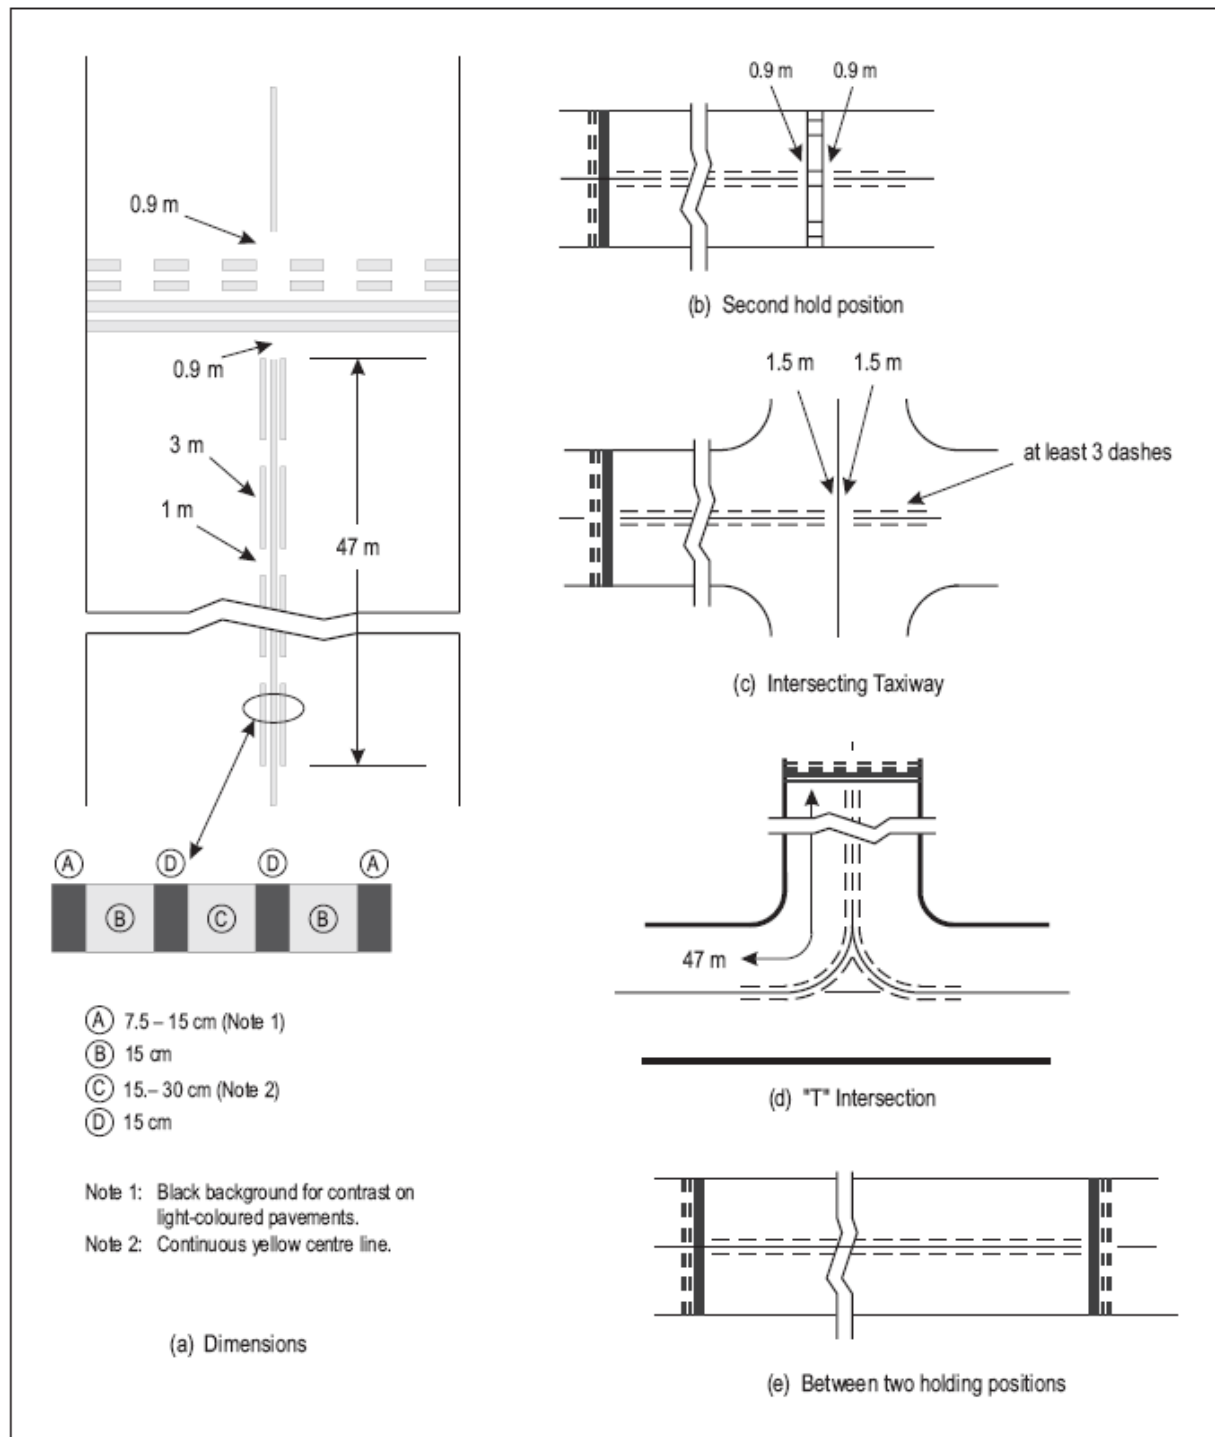 0.9 m
0.9 m
3 m
1 m
47 m
A
D
D
A
B
C
B
A 7.5 – 15 cm (Note 1)
B 15 cm
C 15.– 30 cm (Note 2)
D 15 cm
Note 1: Black background for contrast on
light-coloured pavements.
Note 2: Continuous yellow centre line.
(a) Dimensions
0.9 m
0.9 m
(b) Second hold position
1.5 m
1.5 m
at least 3 dashes
(c) Intersecting Taxiway
47 m
(d) "T" Intersection
(e) Between two holding positions